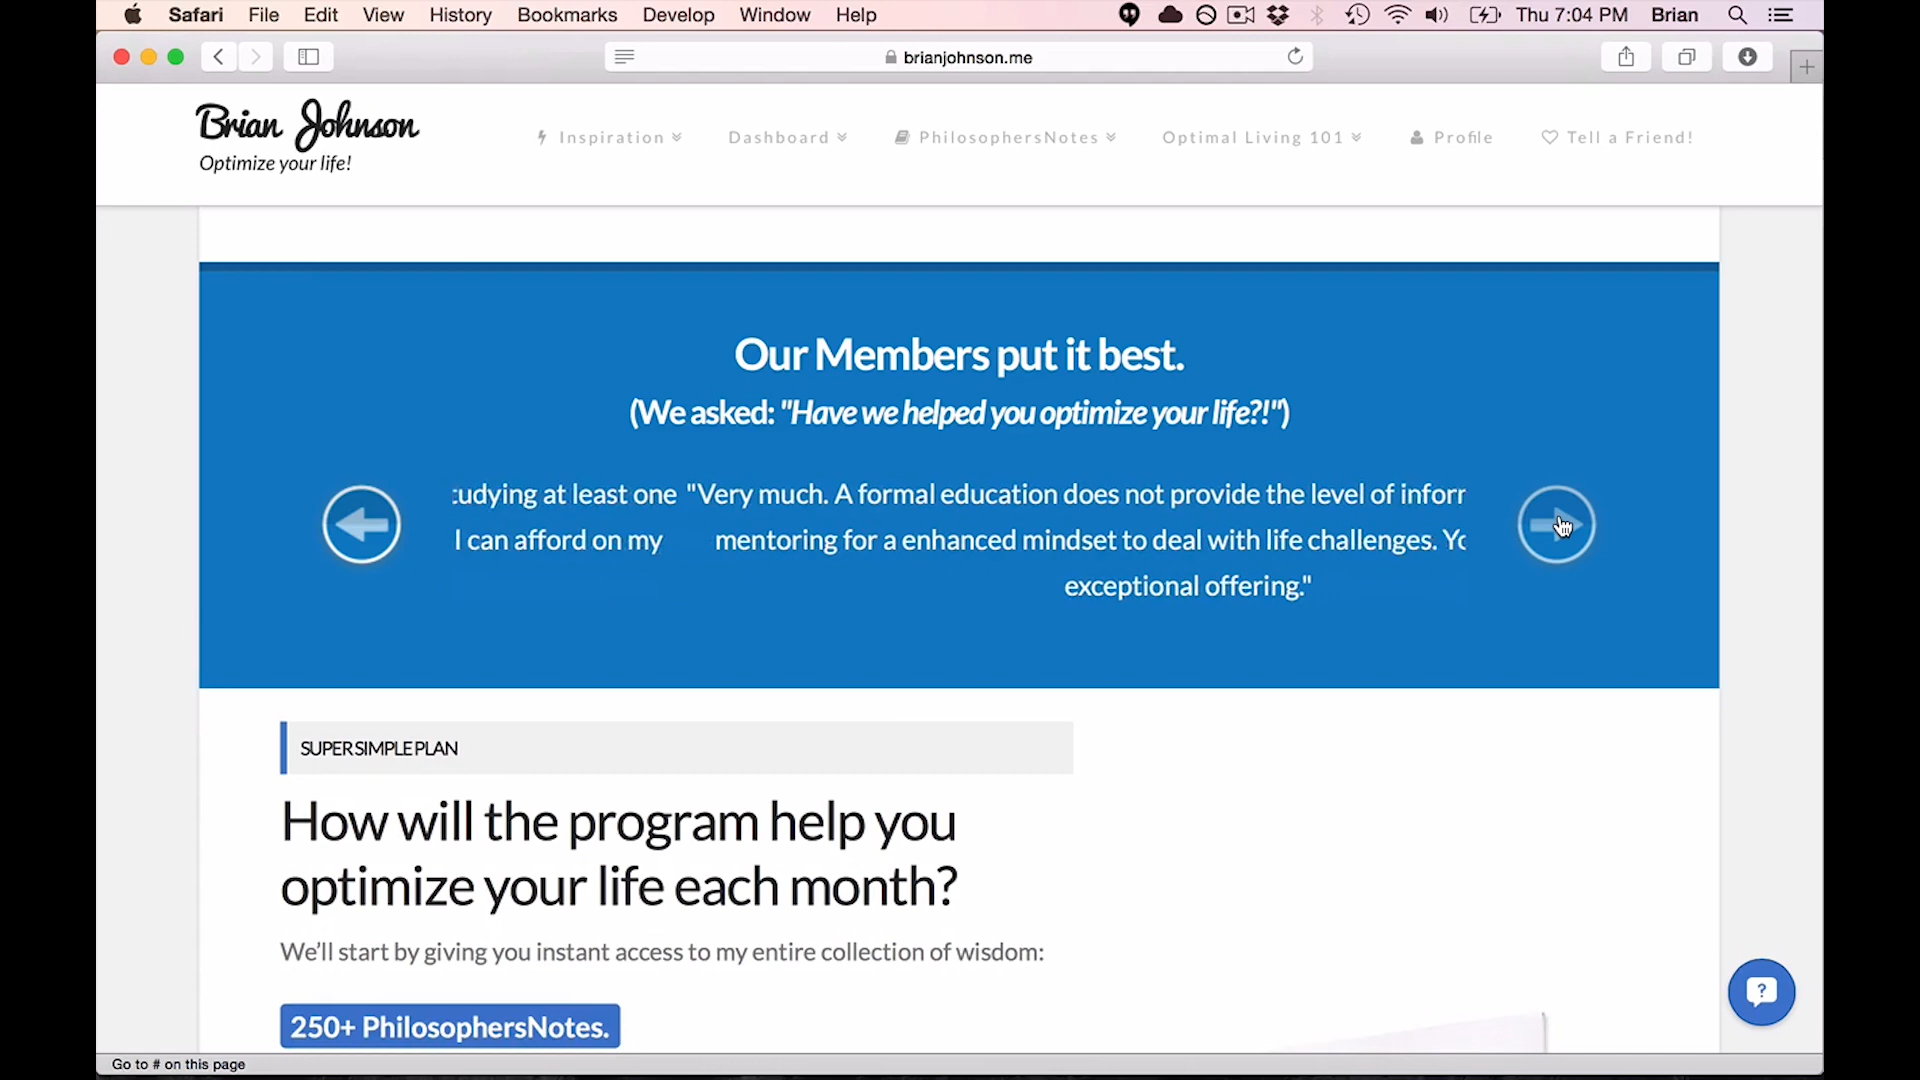 Safari File Edit View History Bookmarks Develop Window Help Thu 7:04 PM Brian
brianjohnson.me
Brian Johnson
Optimize your life!
Inspiration Dashboard PhilosophersNotes Optimal Living 101 Profile Tell a Friend!
Our Members put it best.
(We asked: "Have we helped you optimize your life?!")
at least one "Very much. A formal education does not provide the level of
I can afford on my mentoring for a enhanced mindset to deal with life challenges.
exceptional offering."
SUPER SIMPLE PLAN
How will the program help you
optimize your life each month?
We'll start by giving you instant access to my entire collection of wisdom:
250+ PhilosophersNotes.
Go to # on this page